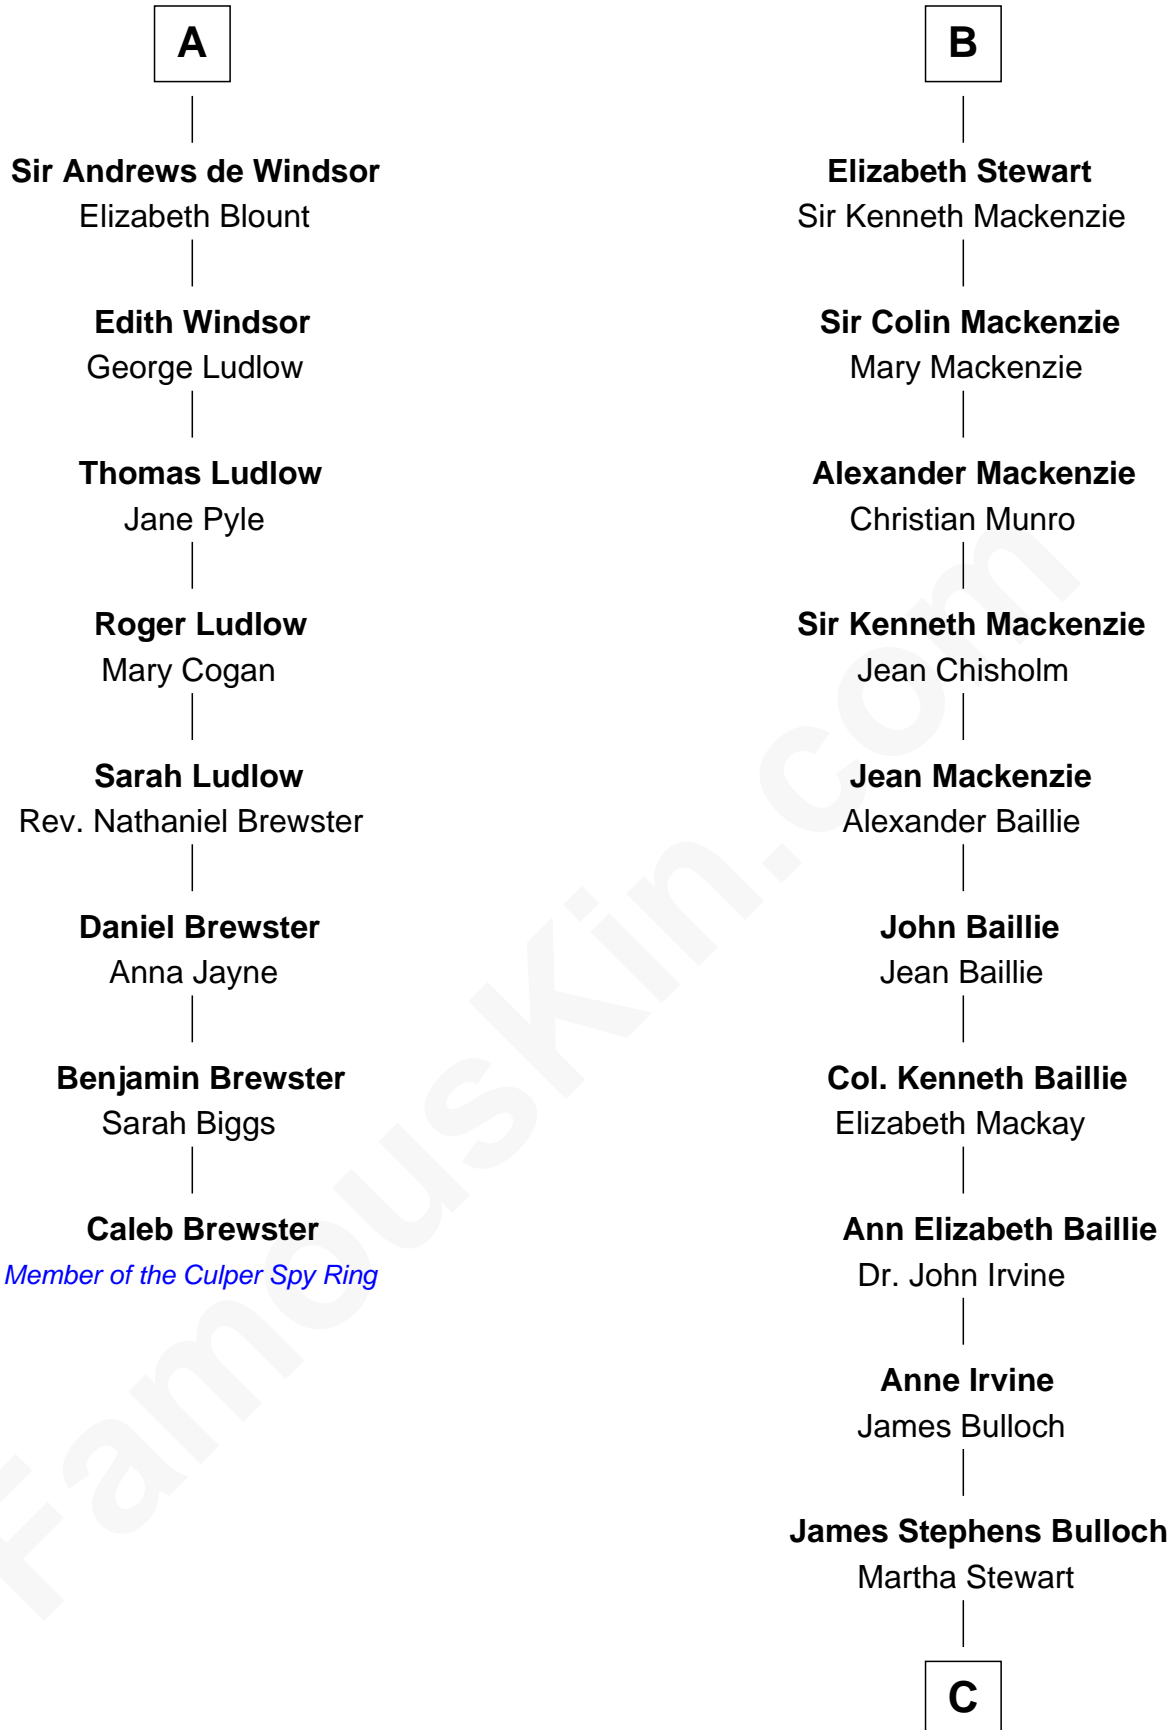 A
Sir Andrews de Windsor
Elizabeth Blount
Edith Windsor
George Ludlow
Thomas Ludlow
Jane Pyle
Roger Ludlow
Mary Cogan
Sarah Ludlow
Rev. Nathaniel Brewster
Daniel Brewster
Anna Jayne
Benjamin Brewster
Sarah Biggs
Caleb Brewster
Member of the Culper Spy Ring
B
Elizabeth Stewart
Sir Kenneth Mackenzie
Sir Colin Mackenzie
Mary Mackenzie
Alexander Mackenzie
Christian Munro
Sir Kenneth Mackenzie
Jean Chisholm
Jean Mackenzie
Alexander Baillie
John Baillie
Jean Baillie
Col. Kenneth Baillie
Elizabeth Mackay
Ann Elizabeth Baillie
Dr. John Irvine
Anne Irvine
James Bulloch
James Stephens Bulloch
Martha Stewart
C
FamousKin.com